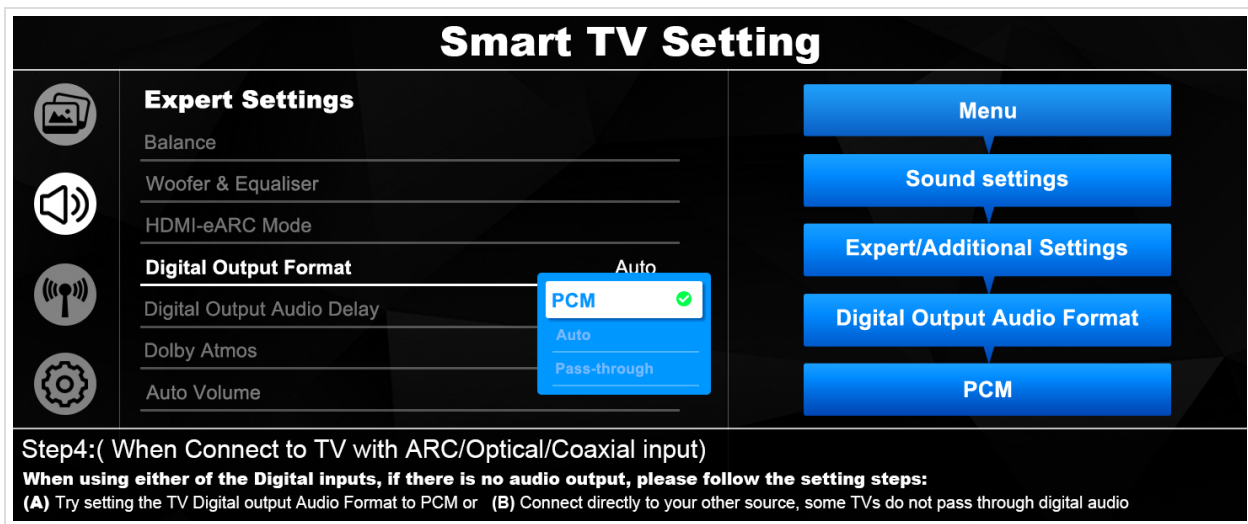 Smart TV Setting
Expert Settings
Balance
Woofer & Equaliser
HDMI-eARC Mode
Digital Output Format Auto
Digital Output Audio Delay
Dolby Atmos
Auto Volume
PCM
Auto
Pass-through
Menu
Sound settings
Expert/Additional Settings
Digital Output Audio Format
PCM
Step4:( When Connect to TV with ARC/Optical/Coaxial input)
When using either of the Digital inputs, if there is no audio output, please follow the setting steps:
(A) Try setting the TV Digital output Audio Format to PCM or (B) Connect directly to your other source, some TVs do not pass through digital audio